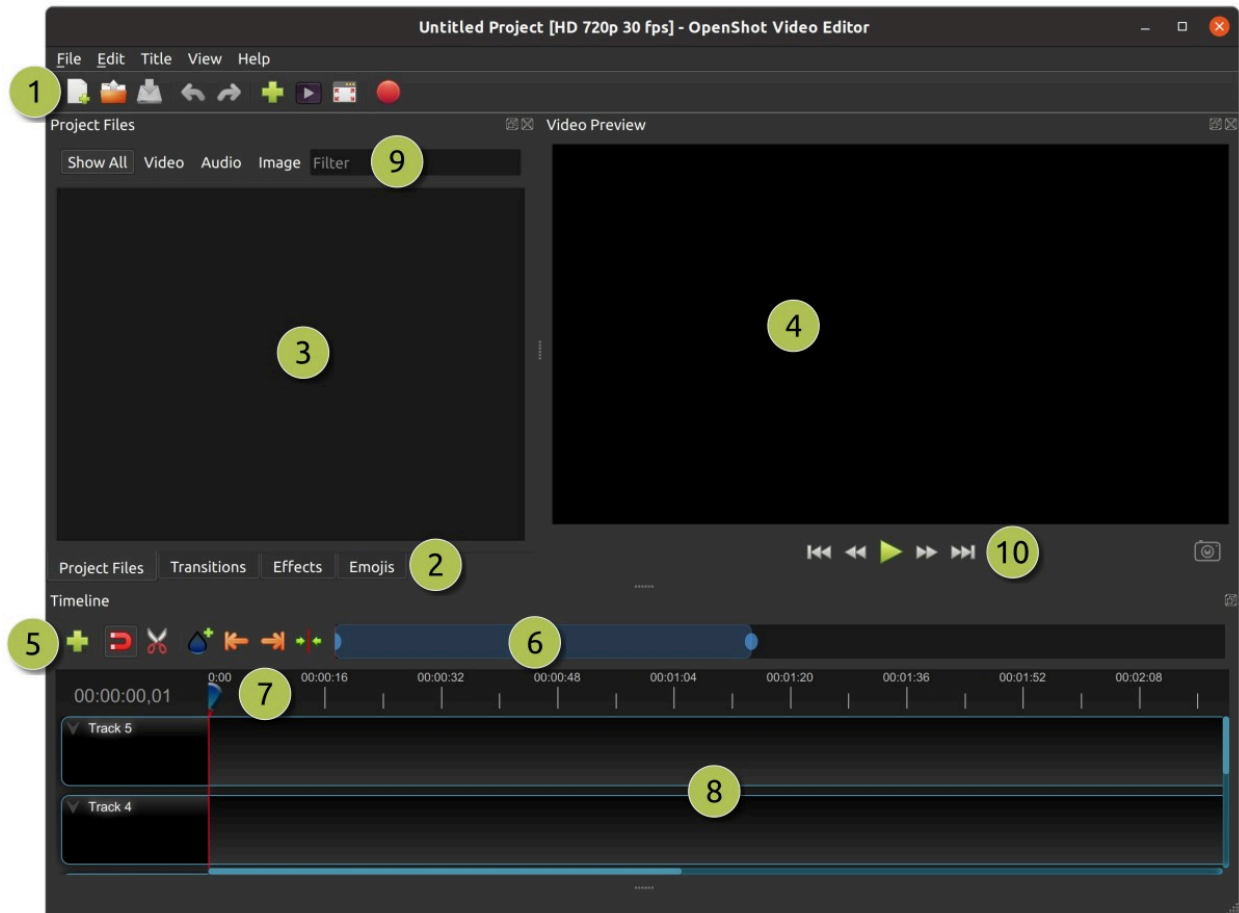 Untitled Project [HD 720p 30 fps] - OpenShot Video Editor
File Edit Title View Help
1
Project Files
Video Preview
Show All Video Audio Image Filter 9
3
4
10
Project Files Transitions Effects Emojis 2
Timeline
5
6
0:00 00:00:16 00:00:32 00:00:48 00:01:04 00:01:20 00:01:36 00:01:52 00:02:08
00:00:00,01 7
Track 5
8
Track 4